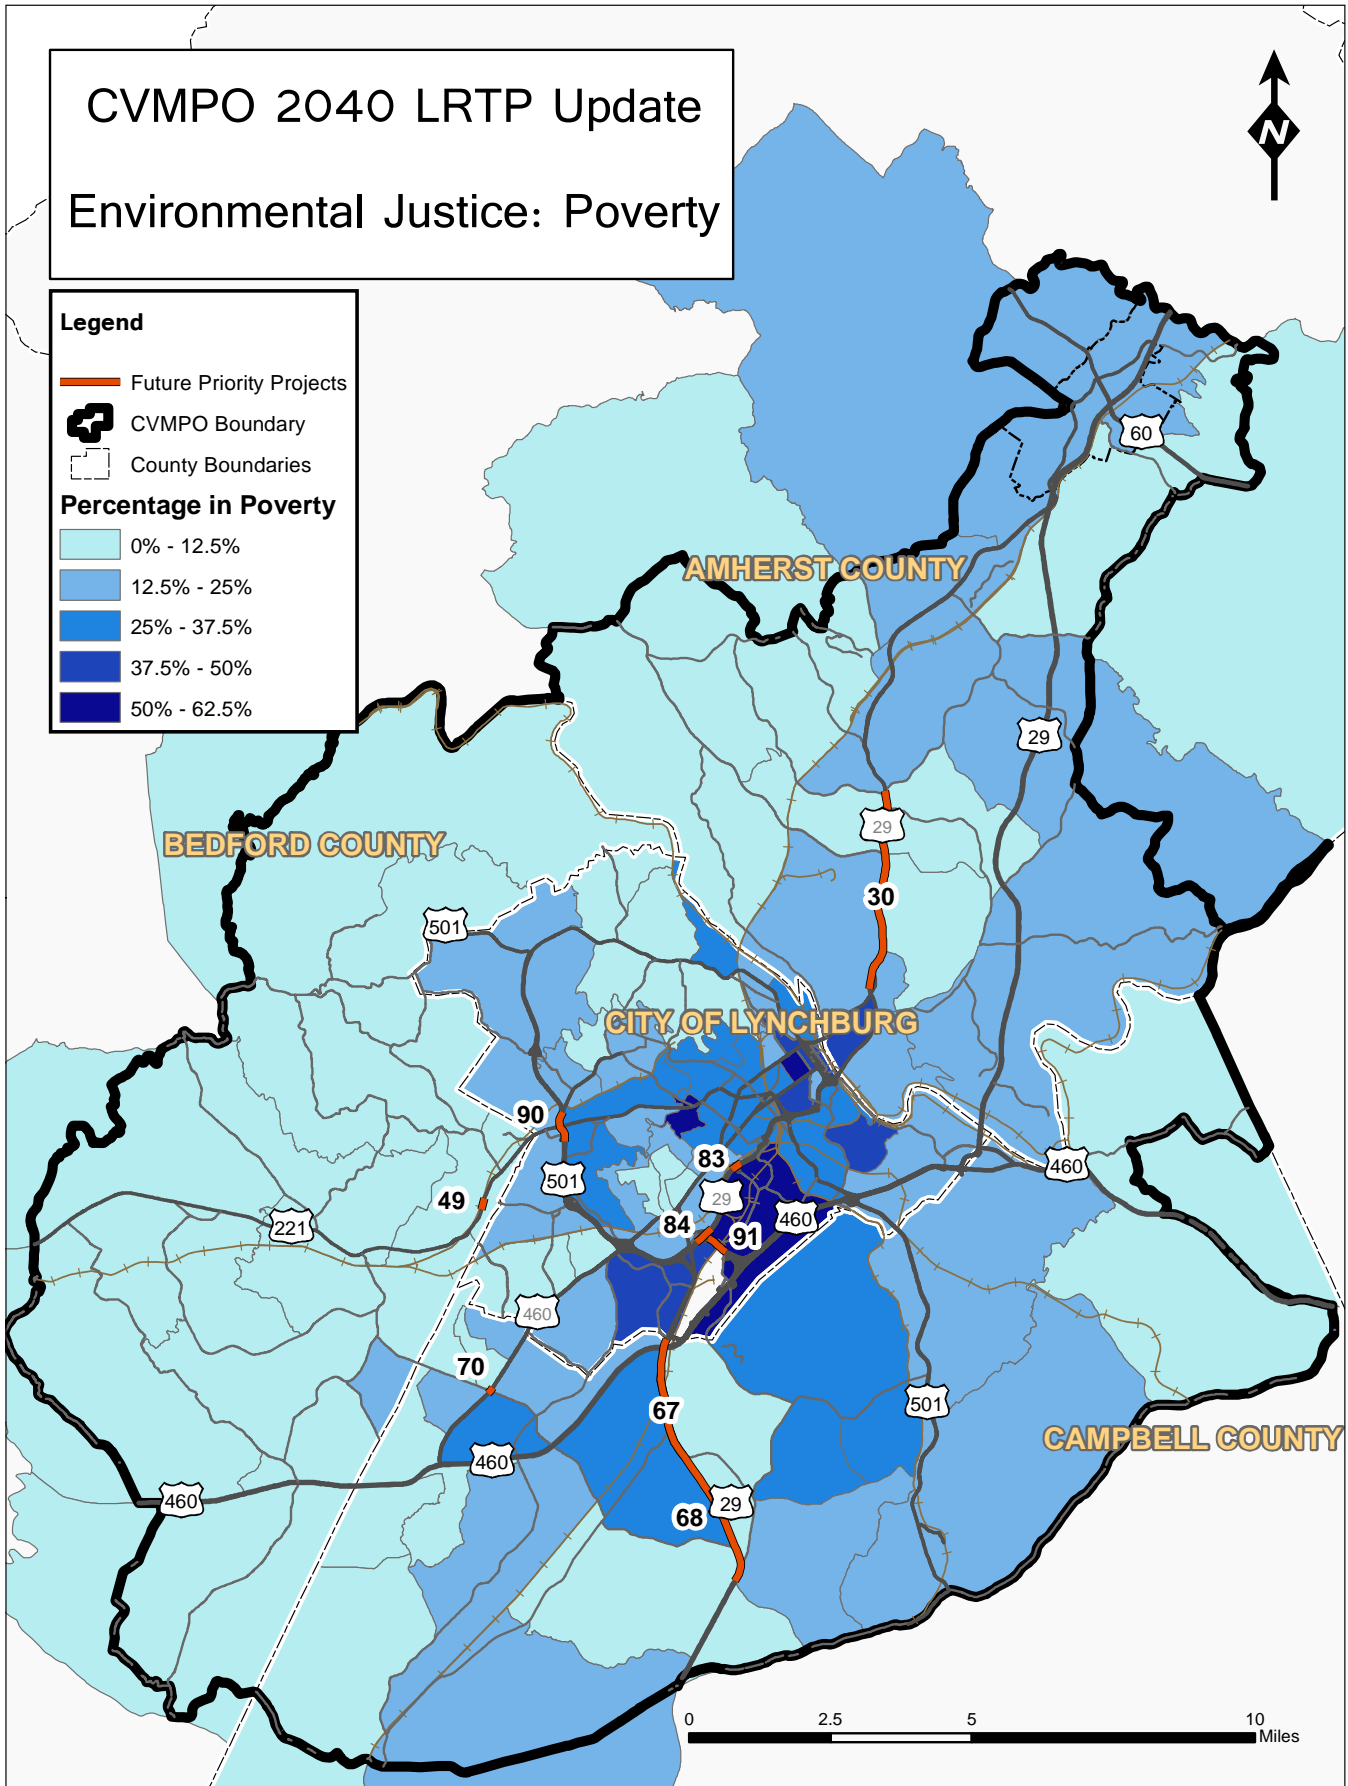 CVMPO 2040 LRTP Update
Environmental Justice: Poverty
N
Legend
Future Priority Projects
CVMPO Boundary
County Boundaries
Percentage in Poverty
0% - 12.5%
12.5% - 25%
25% - 37.5%
37.5% - 50%
50% - 62.5%
60
AMHERST COUNTY
29
29
BEDFORD COUNTY
30
501
CITY OF LYNCHBURG
90
83
460
501
49
29
221
84
91
460
460
70
67
501
CAMPBELL COUNTY
460
460
29
68
0
2.5
5
10
Miles